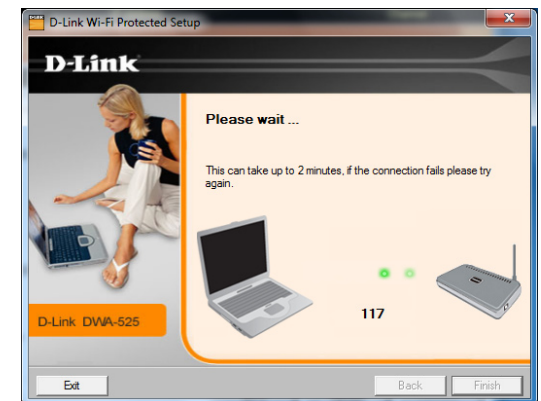 D-Link Wi-Fi Protected Setup
D-Link
Please wait ...
This can take up to 2 minutes, if the connection fails please try
again.
117
D-Link DWA-525
Exit
Back
Finish